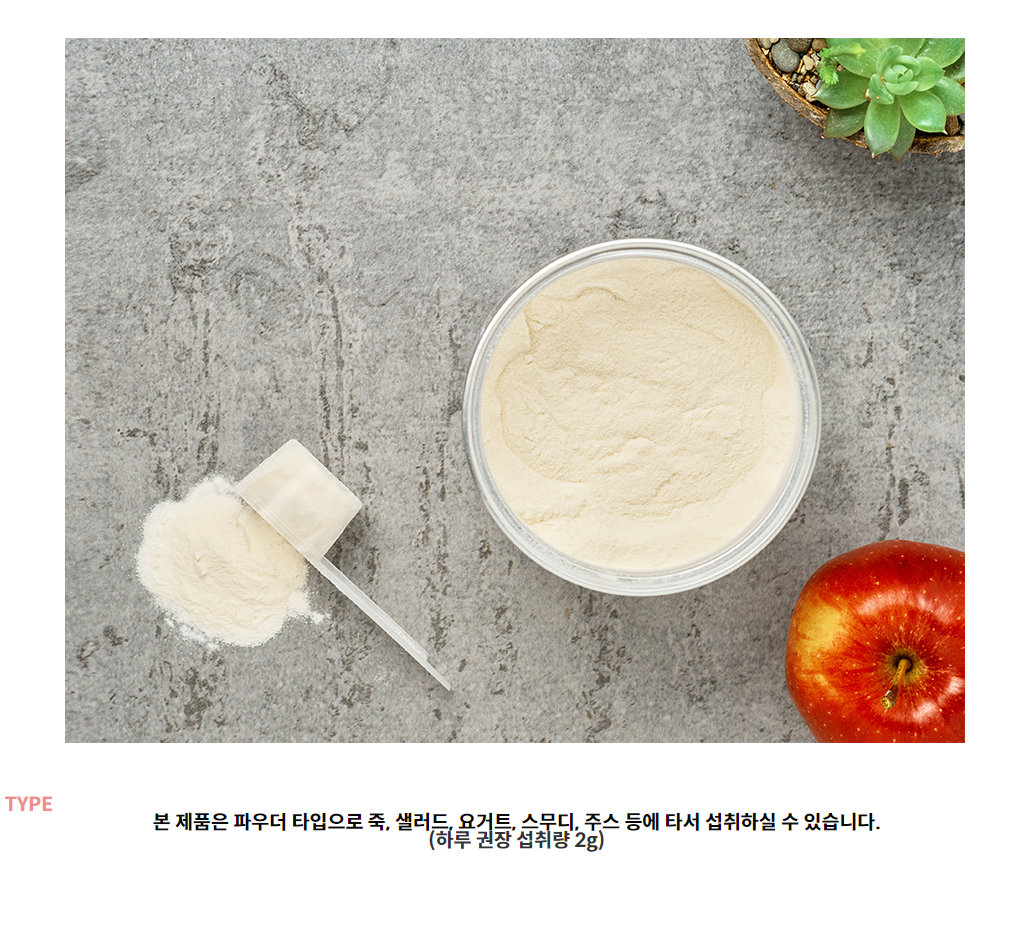 TYPE
본 제품은 파우더 타입으로 죽, 샐러드, 요거트, 스무디, 주스 등에 타서 섭취하실 수 있습니다.
(하루 권장 섭취량 2g)